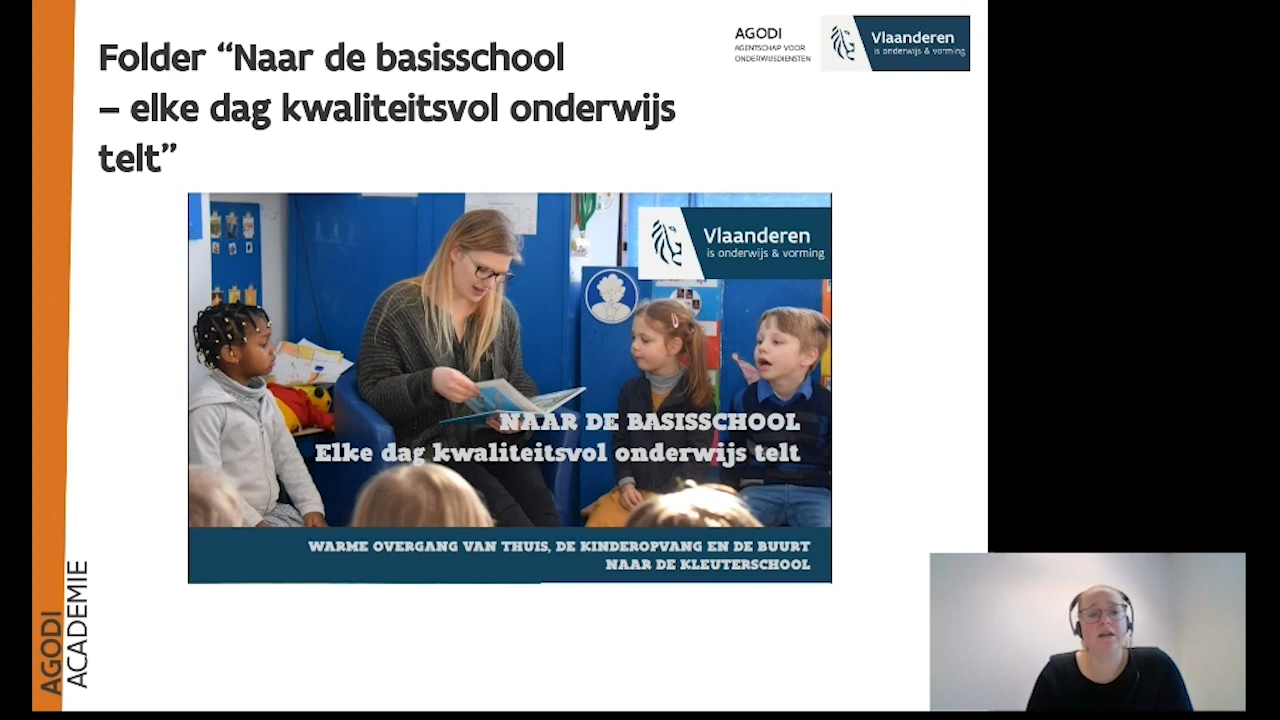 Folder “Naar de basisschool
– elke dag kwaliteitsvol onderwijs
telt”
AGODI
AGENTSCHAP VOOR
ONDERWIJSDIENSTEN
Vlaanderen
is onderwijs & vorming
Vlaanderen
is onderwijs & vorming
NAAR DE BASISSCHOOL
Elke dag kwaliteitsvol onderwijs telt
WARME OVERGANG VAN THUIS, DE KINDEROPVANG EN DE BUURT
NAAR DE KLEUTERSCHOOL
AGODI
ACADEMIE